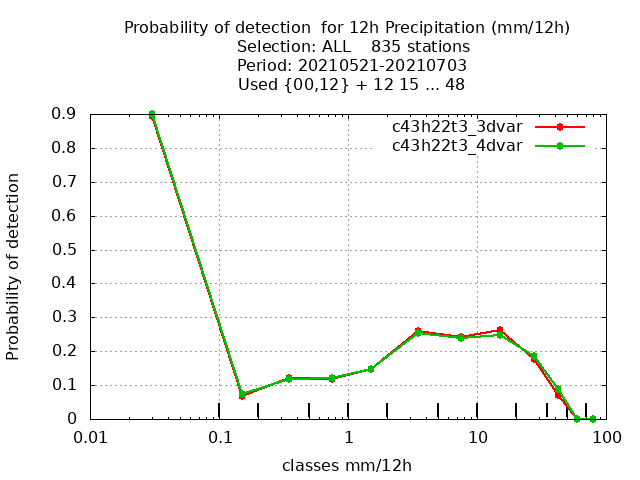 Probability of detection  for 12h Precipitation (mm/12h)
Selection: ALL    835 stations
Period: 20210521-20210703
Used {00,12} + 12 15 ... 48
c43h22t3_3dvar
c43h22t3_4dvar
Probability of detection
0.9
0.8
0.7
0.6
0.5
0.4
0.3
0.2
0.1
0
0.01 0.1 1 10 100
classes mm/12h